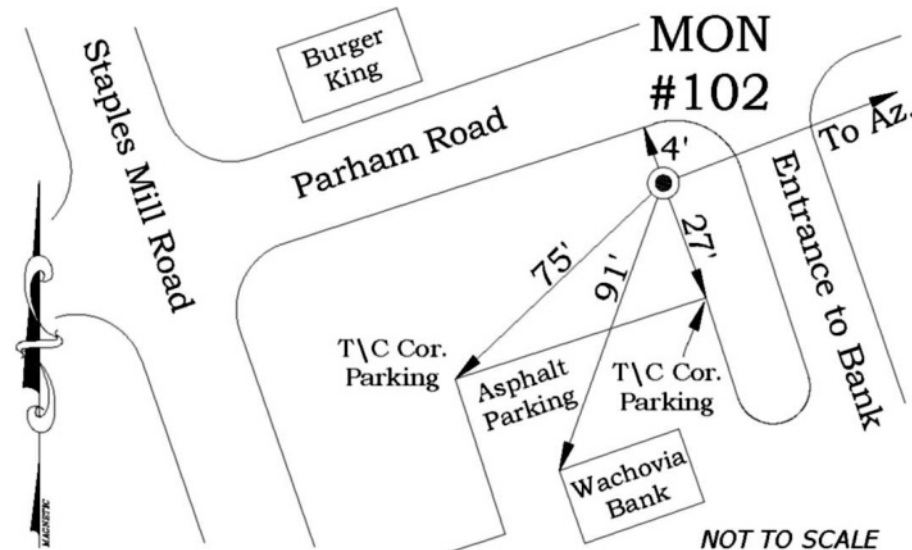 MON
#102
Burger
King
Staples Mill Road
Parham Road
4'
To Az.
Entrance to Bank
75'
91'
27'
T\C Cor.
Parking
Asphalt
Parking
T\C Cor.
Parking
Wachovia
Bank
MAGNETIC
NOT TO SCALE